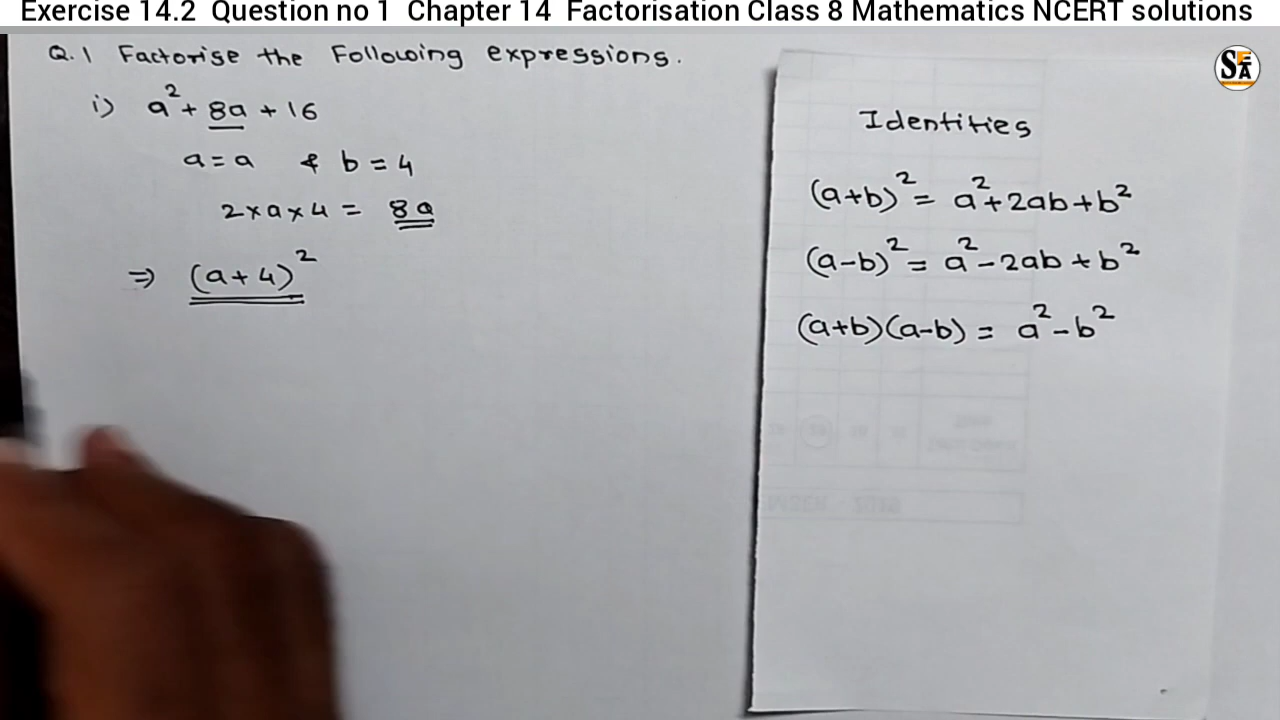 Exercise 14.2 Question no 1 Chapter 14 Factorisation Class 8 Mathematics NCERT solutions
Q.1 Factorise the Following expressions.
i) a² + 8a + 16
a = a & b = 4
2×a×4 = 8a
⇒ (a+4)²
SFEA
Identities
(a+b)² = a²+2ab+b²
(a-b)² = a²-2ab+b²
(a+b)(a-b) = a²-b²